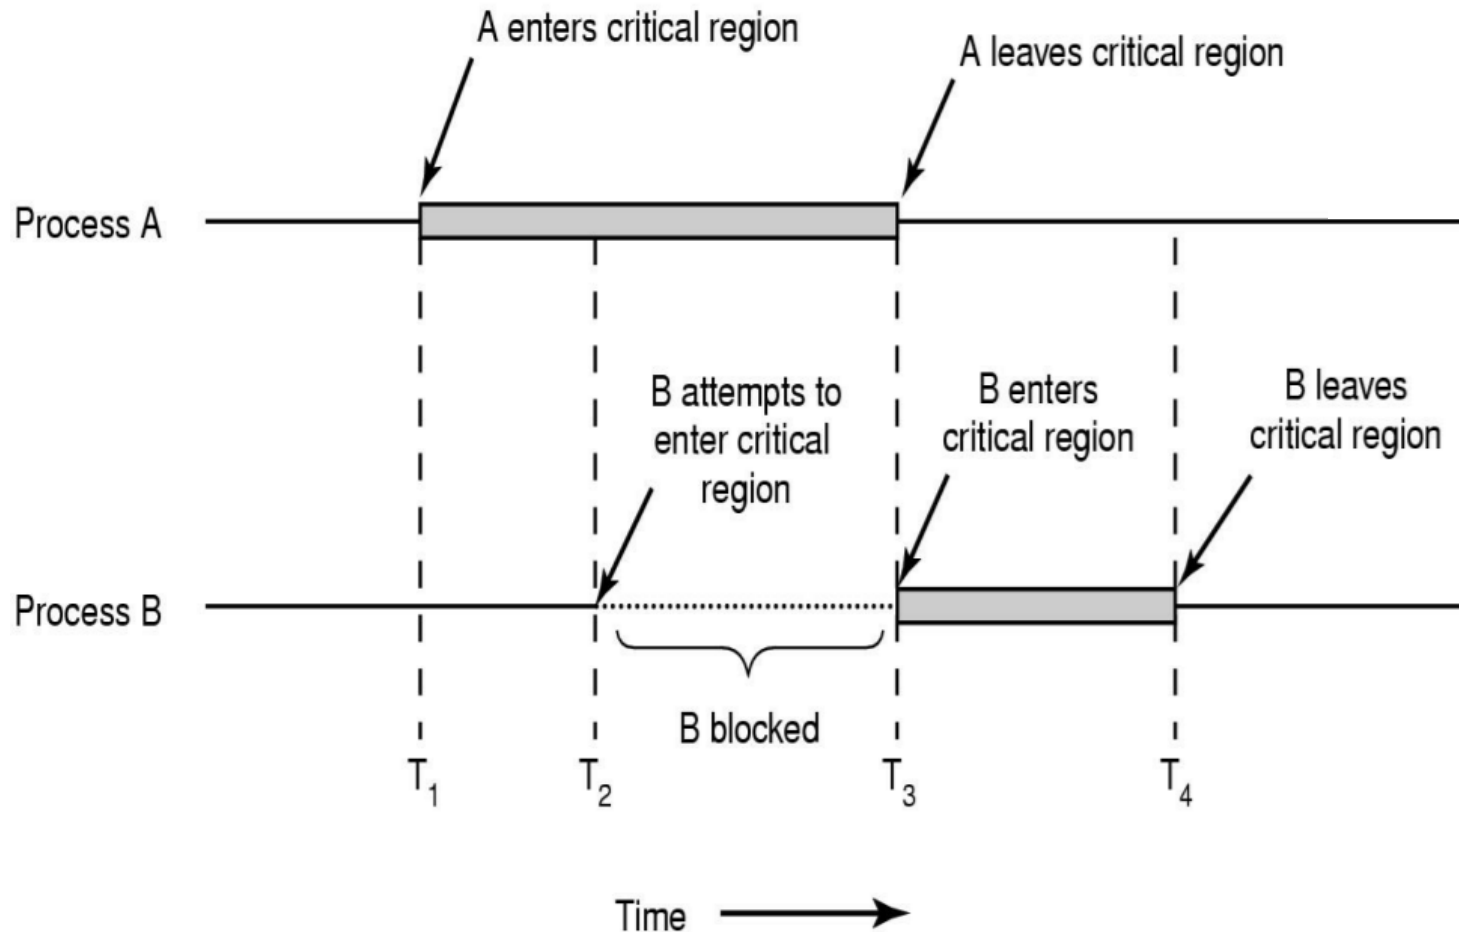 A enters critical region
A leaves critical region
Process A
B attempts to
enter critical
region
B enters
critical region
B leaves
critical region
Process B
B blocked
T1
T2
T3
T4
Time